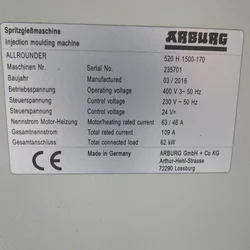 Spritzgießmaschine
Injection moulding machine
ARBURG
ALLROUNDER 520 H 1500-170
Maschinen Nr. Serial No. 235701
Baujahr Manufactured 03 / 2016
Betriebsspannung Operating voltage 400 V 3~ 50 Hz
Steuerspannung Control voltage 230 V ~ 50 Hz
Steuerspannung Control voltage 24 V=
Nennstrom Motor-Heizung Motor/heating rated current 63 / 46 A
Gesamtnennstrom Total rated current 109 A
Gesamtanschluss Total connected load 62 kW
CE
Made in Germany
ARBURG GmbH + Co KG
Arthur-Hehl-Strasse
72290 Lossburg